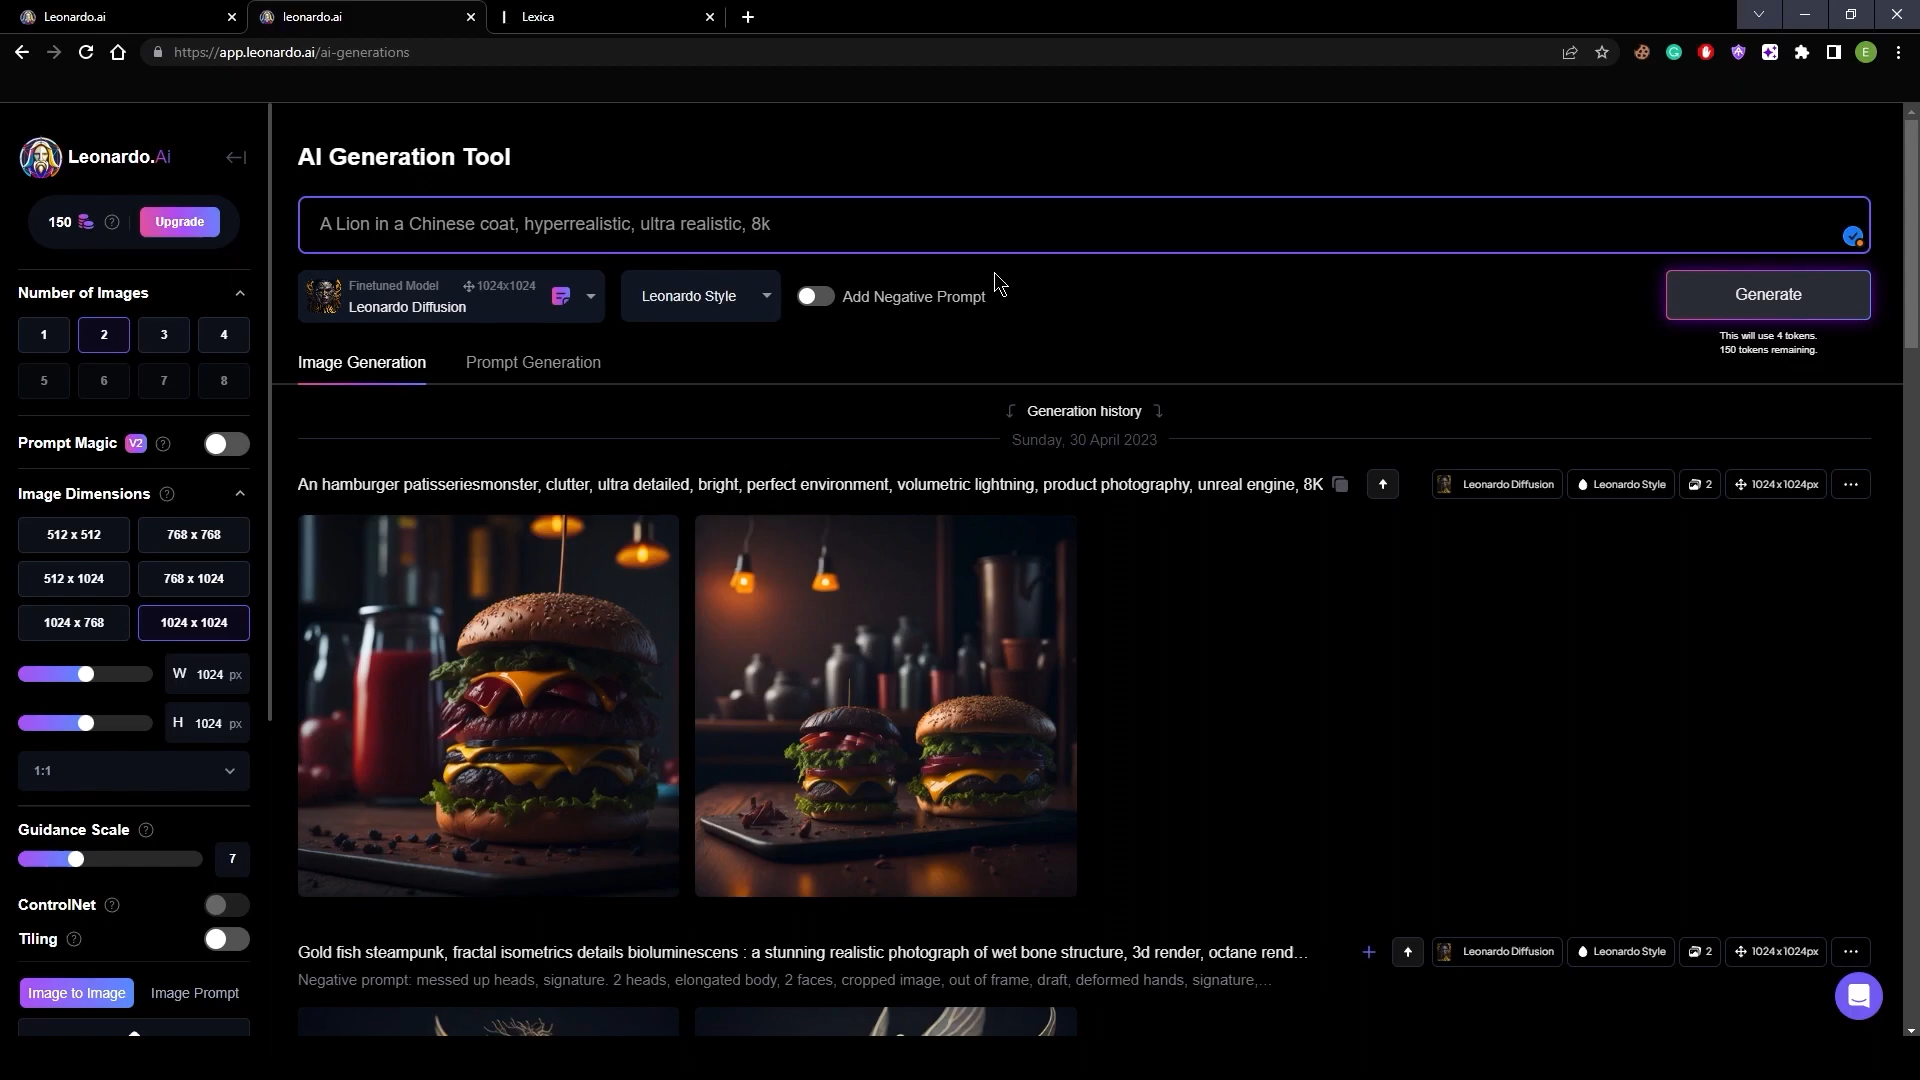 Leonardo.ai
leonardo.ai
Lexica
https://app.leonardo.ai/ai-generations
E
Leonardo.Ai
150
Upgrade
Number of Images
1 2 3 4
5 6 7 8
Prompt Magic V2
Image Dimensions
512 x 512 768 x 768
512 x 1024 768 x 1024
1024 x 768 1024 x 1024
W 1024 px
H 1024 px
1:1
Guidance Scale
7
ControlNet
Tiling
Image to Image Image Prompt
AI Generation Tool
A Lion in a Chinese coat, hyperrealistic, ultra realistic, 8k
Finetuned Model 1024x1024
Leonardo Diffusion
Leonardo Style
Add Negative Prompt
Generate
This will use 4 tokens.
150 tokens remaining.
Image Generation Prompt Generation
Generation history
Sunday, 30 April 2023
An hamburger patisseriesmonster, clutter, ultra detailed, bright, perfect environment, volumetric lightning, product photography, unreal engine, 8K
Leonardo Diffusion Leonardo Style 2 1024x1024px
Gold fish steampunk, fractal isometrics details bioluminescens : a stunning realistic photograph of wet bone structure, 3d render, octane rend...
Leonardo Diffusion Leonardo Style 2 1024x1024px
Negative prompt: messed up heads, signature. 2 heads, elongated body, 2 faces, cropped image, out of frame, draft, deformed hands, signature,...